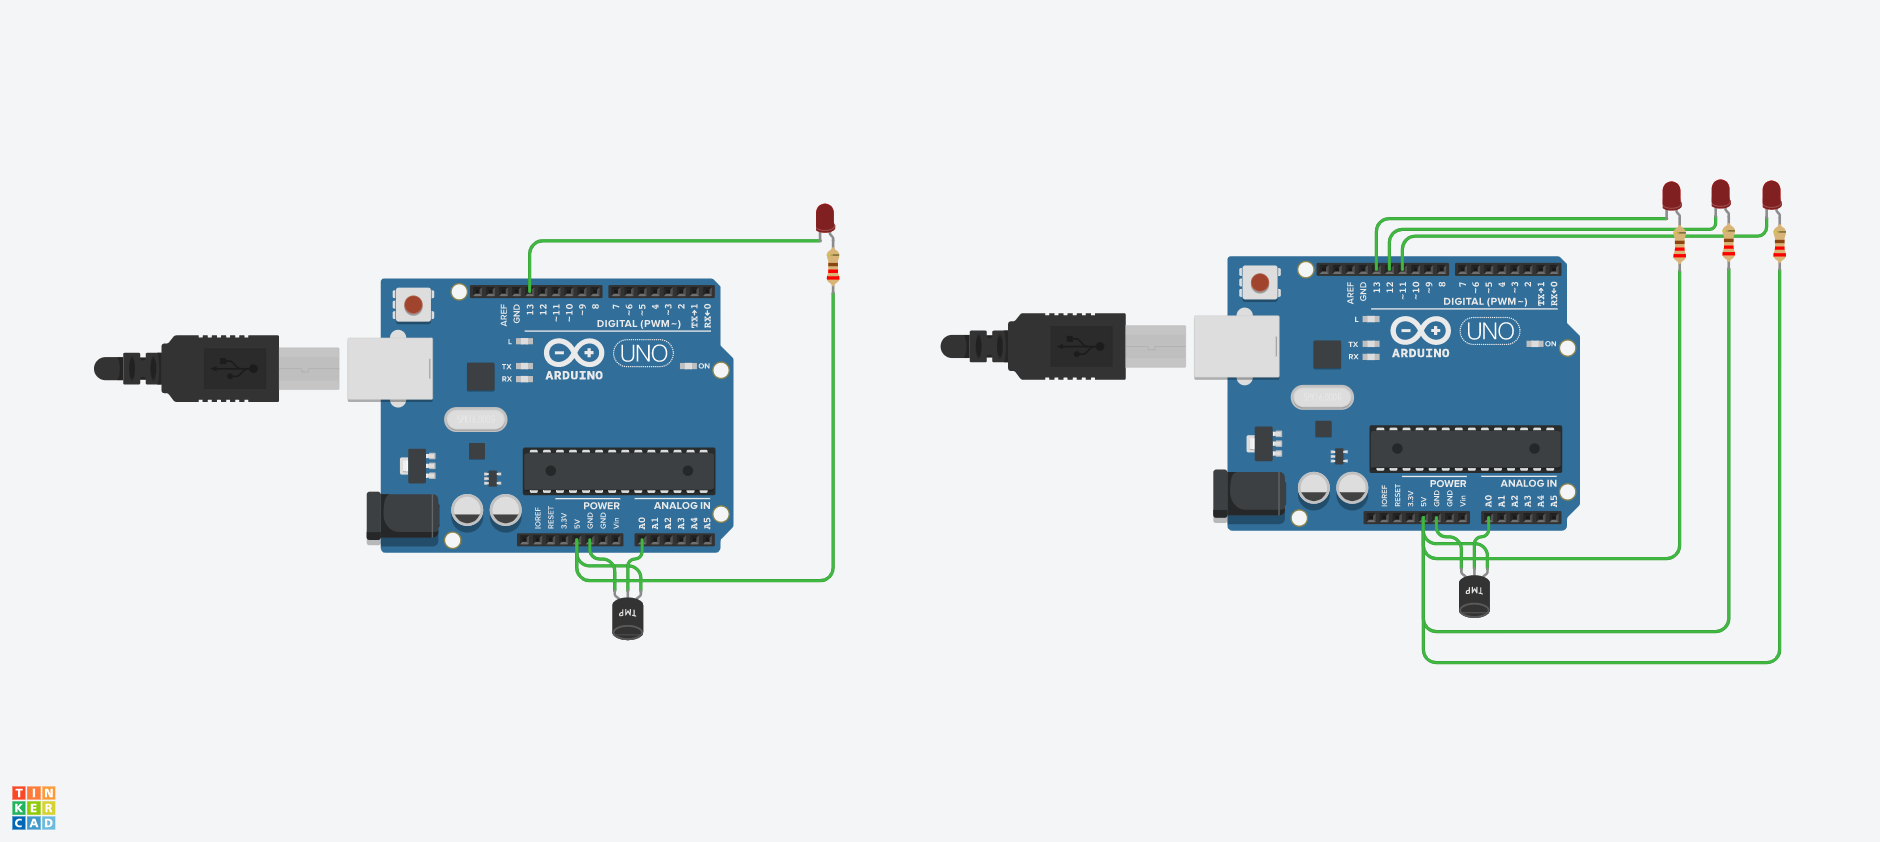 AREF
GND
13
12
~11
~10
~9
8
7
~6
~5
4
~3
2
TX→1
RX←0
DIGITAL (PWM~)
L
TX
RX
ARDUINO
UNO
ON
POWER
ANALOG IN
IOREF
RESET
3.3V
5V
GND
GND
Vin
A0
A1
A2
A3
A4
A5
TMP
AREF
GND
13
12
~11
~10
~9
8
7
~6
~5
4
~3
2
TX→1
RX←0
DIGITAL (PWM~)
L
TX
RX
ARDUINO
UNO
ON
POWER
ANALOG IN
IOREF
RESET
3.3V
5V
GND
GND
Vin
A0
A1
A2
A3
A4
A5
TMP
TIN
KER
CAD